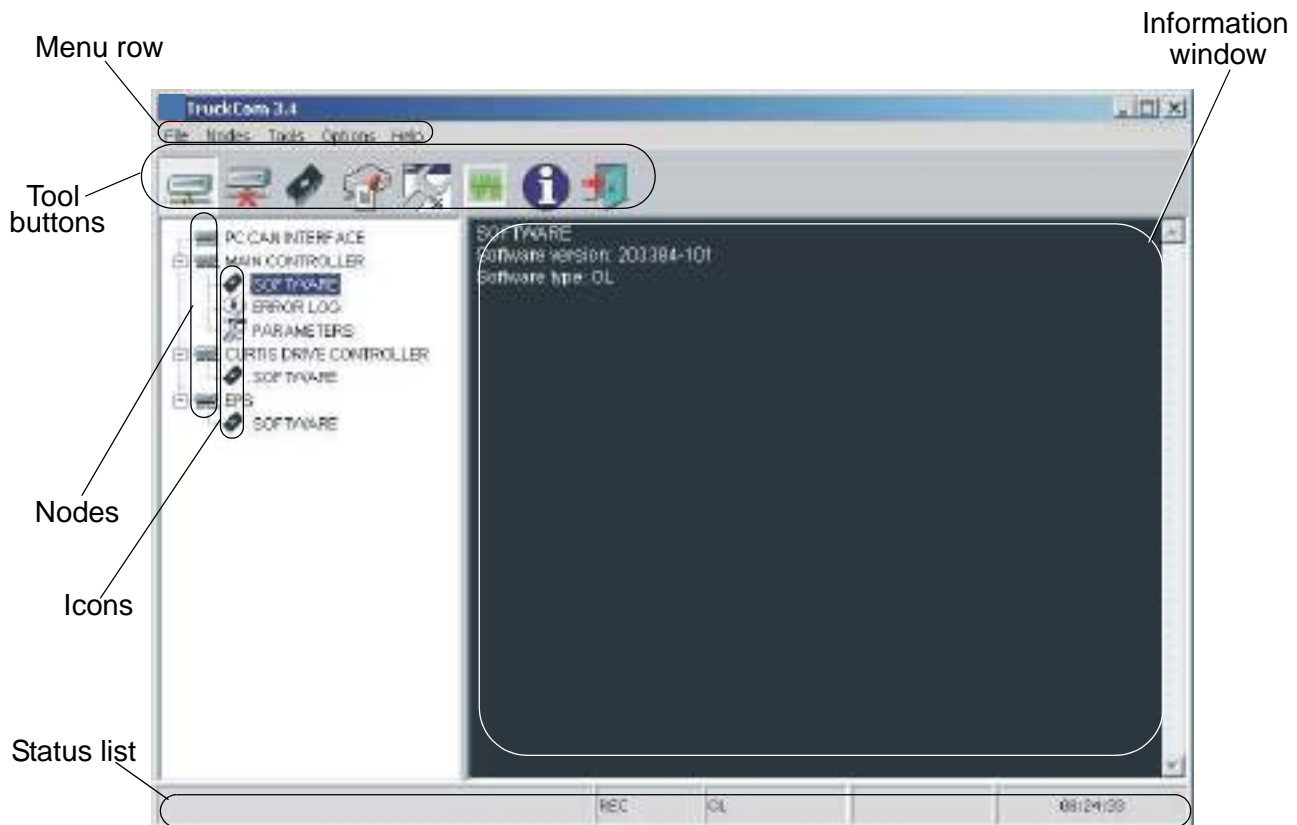 Information
window
Menu row
TruckCom 3.4
File Nodes Tools Options Help
Tool
buttons
PC CAN INTERFACE
MAIN CONTROLLER
SOFTWARE
ERROR LOG
PARAMETERS
CURTIS DRIVE CONTROLLER
SOFTWARE
EPS
SOFTWARE
SOFTWARE
Software version: 203384-101
Software type: OL
Nodes
Icons
Status list
REC OL 08:24:33